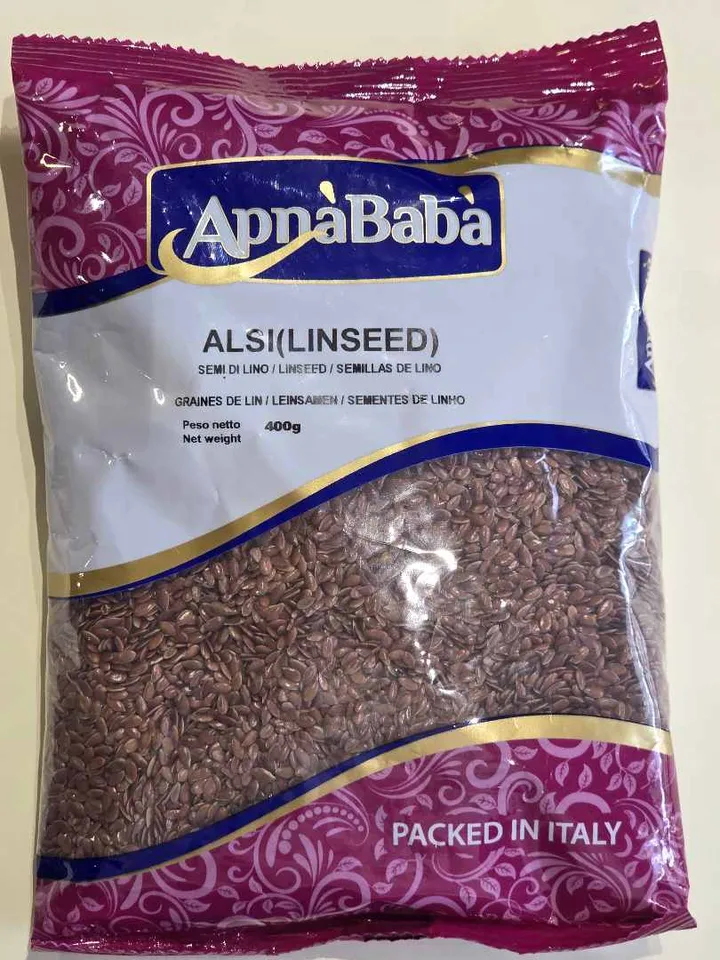 ApnàBabà
ALSI(LINSEED)
SEMI DI LINO / LINSEED / SEMILLAS DE LINO
GRAINES DE LIN / LEINSAMEN / SEMENTES DE LINHO
Peso netto 400g
Net weight
PACKED IN ITALY